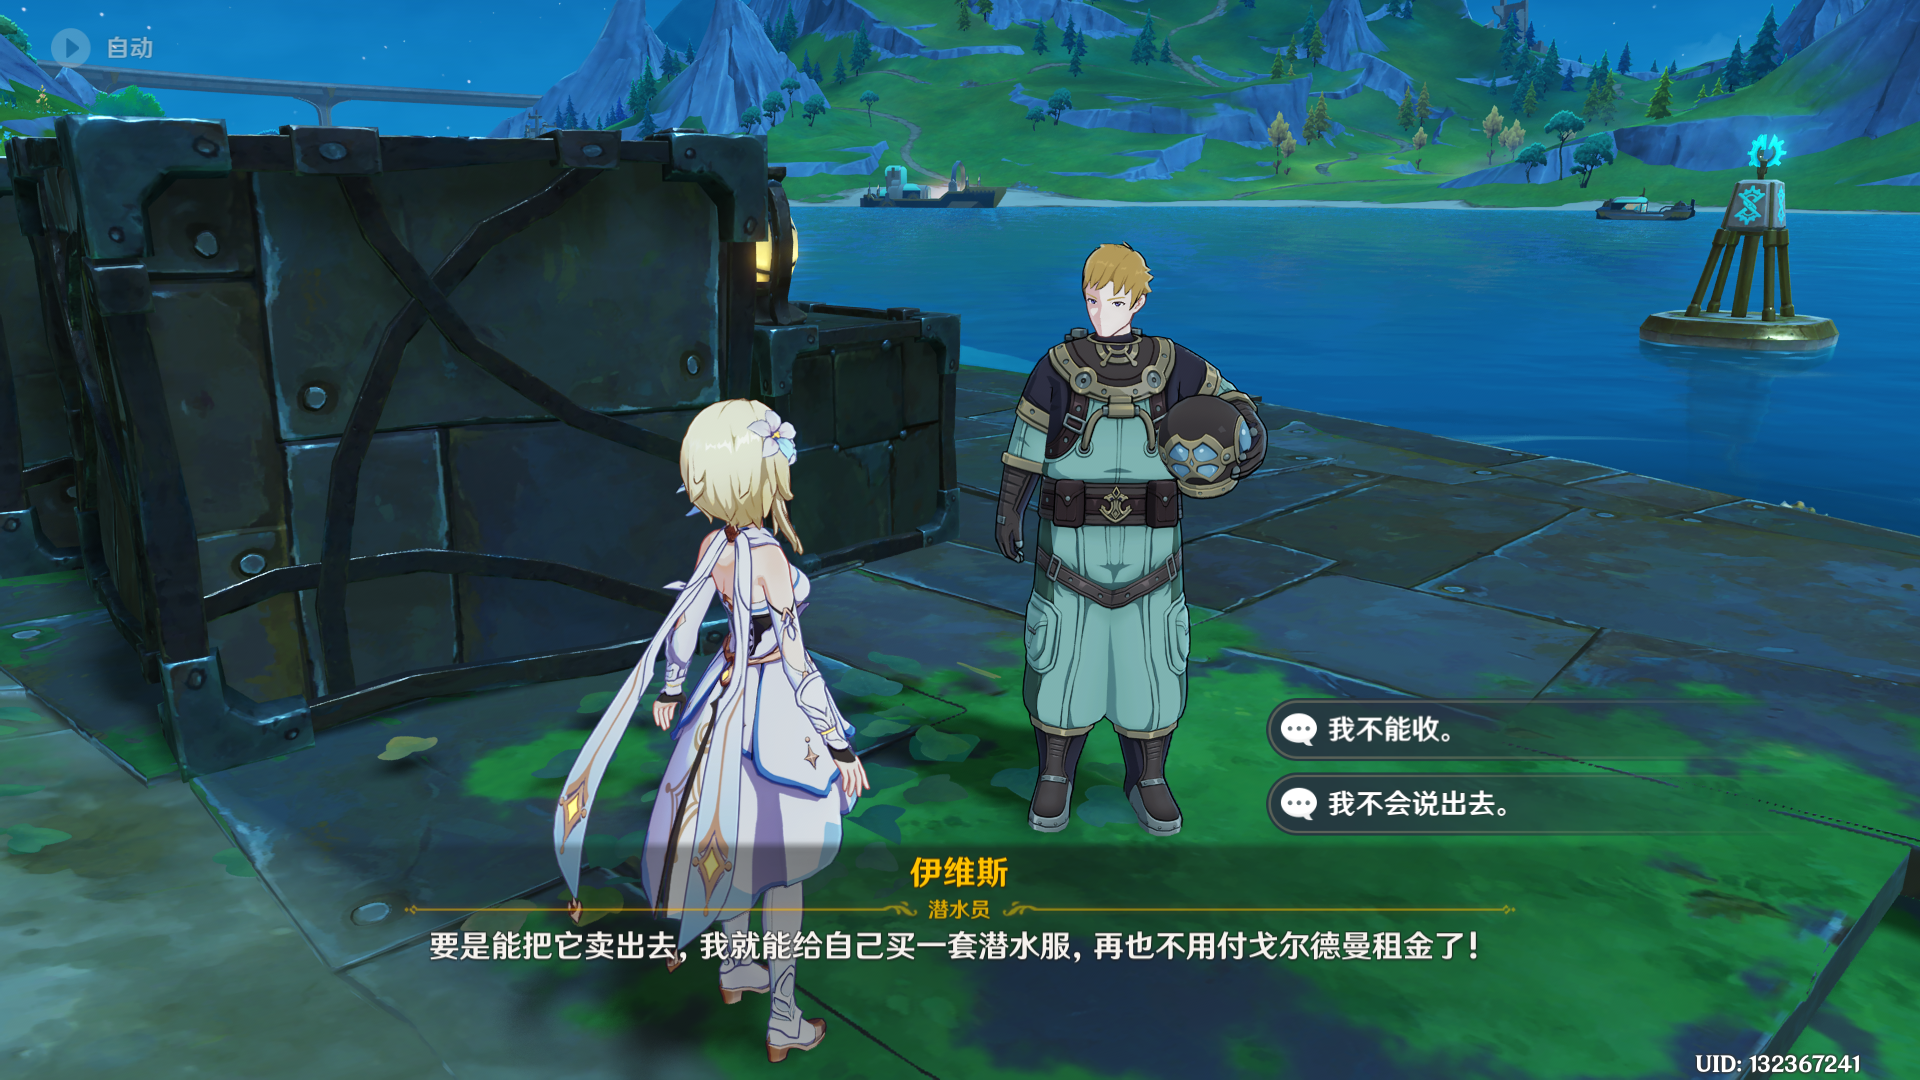 自动
我不能收。
我不会说出去。
伊维斯
潜水员
要是能把它卖出去，我就能给自己买一套潜水服，再也不用付戈尔德曼租金了！
UID: 132367241